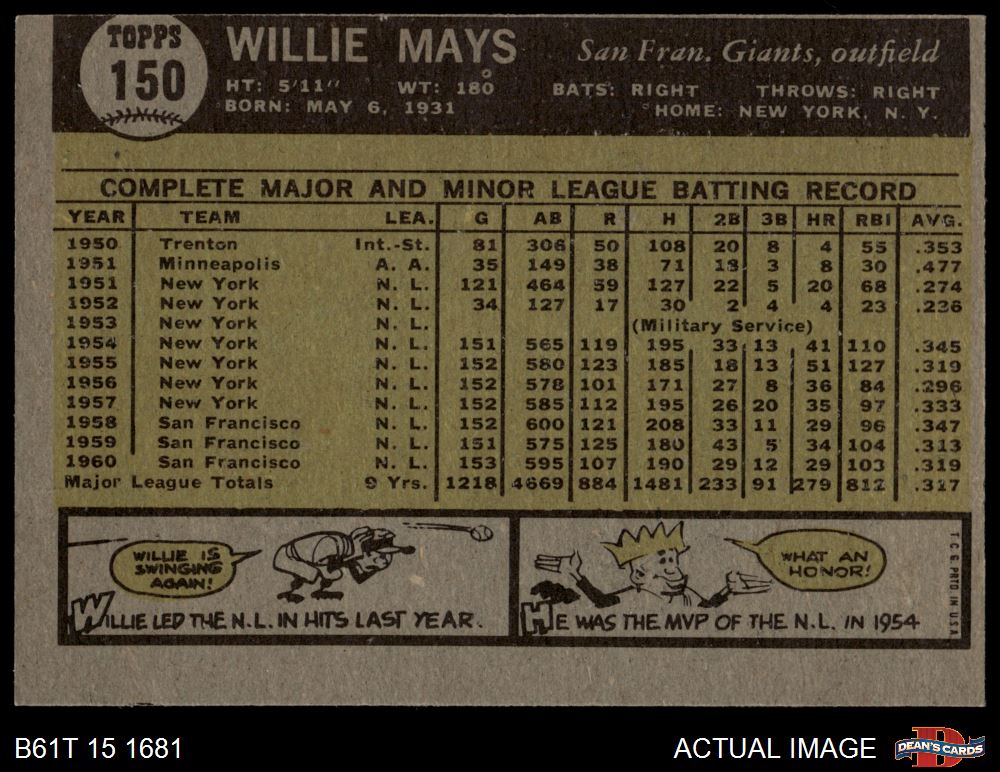 TOPPS
150
WILLIE MAYS San Fran. Giants, outfield
HT: 5'11" WT: 180 BATS: RIGHT THROWS: RIGHT
BORN: MAY 6, 1931 HOME: NEW YORK, N. Y.
COMPLETE MAJOR AND MINOR LEAGUE BATTING RECORD
YEAR TEAM LEA. G AB R H 2B 3B HR RBI AVG.
1950 Trenton Int.-St. 81 306 50 108 20 8 4 55 .353
1951 Minneapolis A. A. 35 149 38 71 18 3 8 30 .477
1951 New York N. L. 121 464 59 127 22 5 20 68 .274
1952 New York N. L. 34 127 17 30 2 4 4 23 .236
1953 New York N. L. (Military Service)
1954 New York N. L. 151 565 119 195 33 13 41 110 .345
1955 New York N. L. 152 580 123 185 18 13 51 127 .319
1956 New York N. L. 152 578 101 171 27 8 36 84 .296
1957 New York N. L. 152 585 112 195 26 20 35 97 .333
1958 San Francisco N. L. 152 600 121 208 33 11 29 96 .347
1959 San Francisco N. L. 151 575 125 180 43 5 34 104 .313
1960 San Francisco N. L. 153 595 107 190 29 12 29 103 .319
Major League Totals 9 Yrs. 1218 4669 884 1481 233 91 279 812 .317
WILLIE IS
SWINGING
AGAIN!
WILLIE LED THE N.L. IN HITS LAST YEAR.
WHAT AN
HONOR!
HE WAS THE MVP OF THE N.L. IN 1954
T.C.G. PRTD. IN U.S.A.
B61T 15 1681 ACTUAL IMAGE
DEAN'S CARDS